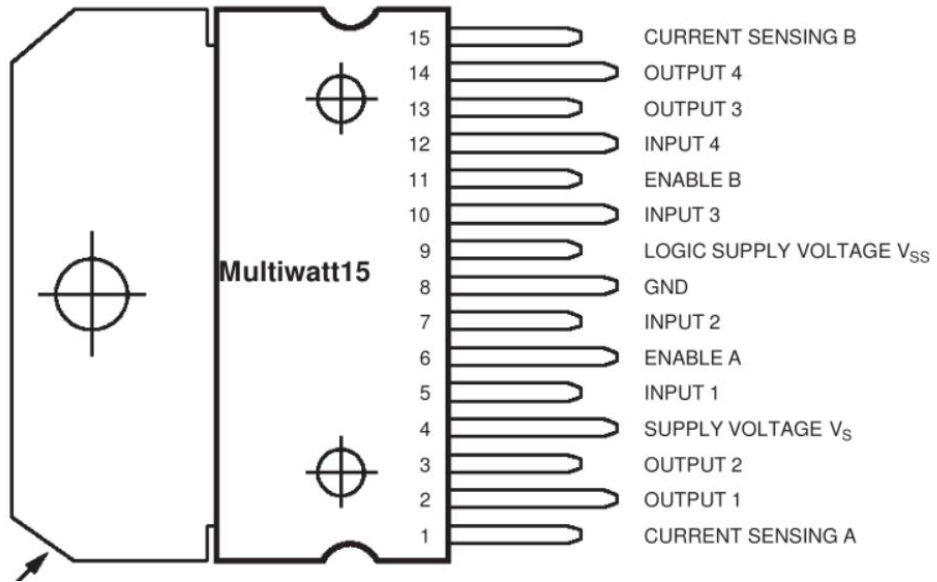 15 CURRENT SENSING B
14 OUTPUT 4
13 OUTPUT 3
12 INPUT 4
11 ENABLE B
10 INPUT 3
9 LOGIC SUPPLY VOLTAGE VSS
Multiwatt15
8 GND
7 INPUT 2
6 ENABLE A
5 INPUT 1
4 SUPPLY VOLTAGE VS
3 OUTPUT 2
2 OUTPUT 1
1 CURRENT SENSING A